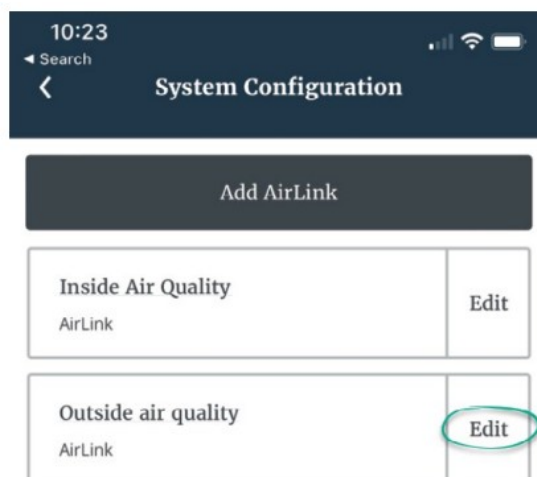 10:23
◄ Search
System Configuration
Add AirLink
Inside Air Quality
Edit
AirLink
Outside air quality
Edit
AirLink